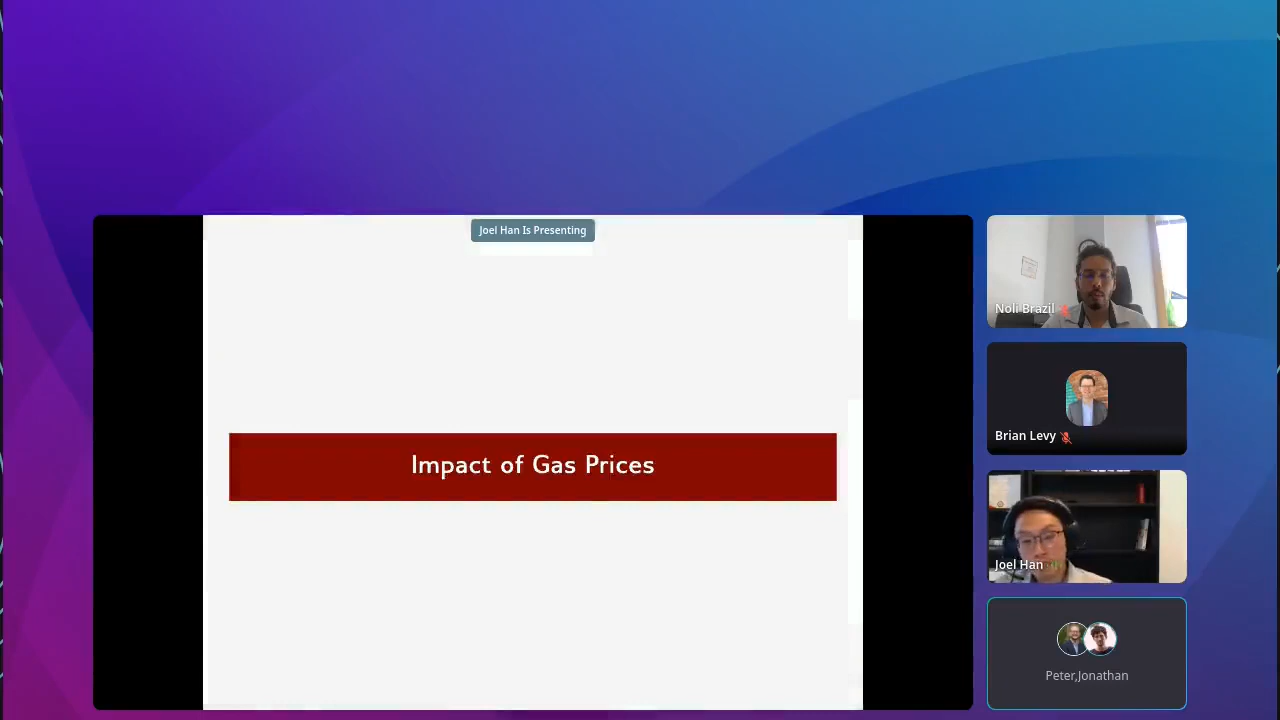 Joel Han Is Presenting
Impact of Gas Prices
Noli Brazil
Brian Levy
Joel Han
Peter,Jonathan